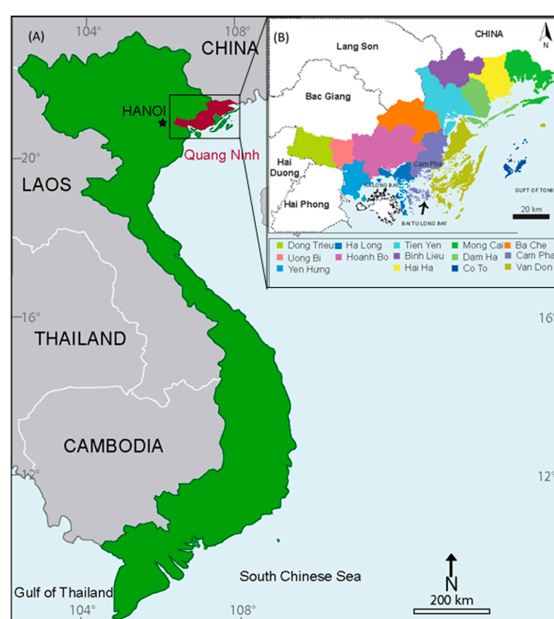 104°
108°
(A)
CHINA
HANOI
Quang Ninh
20°
LAOS
16°
16°
THAILAND
CAMBODIA
12°
12°
South Chinese Sea
Gulf of Thailand
104°
108°
N
200 km
(B)
CHINA
N
Lang Son
Bac Giang
Hai
Duong
Hai Phong
Cam Pha
HALONG BAY
BAI TU LONG BAY
20 km
Dong Trieu
Ha Long
Tien Yen
Mong Cai
Ba Che
Uong Bi
Hoanh Bo
Binh Lieu
Dam Ha
Cam Pha
Yen Hung
Hai Ha
Co To
Van Don